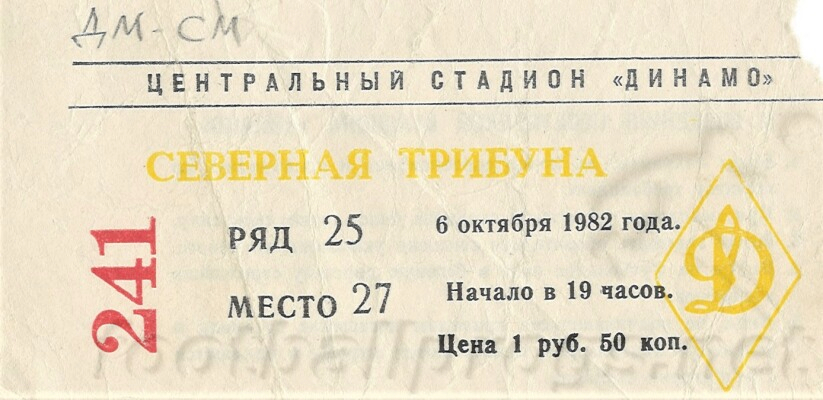 ДМ-СМ
ЦЕНТРАЛЬНЫЙ СТАДИОН «ДИНАМО»
СЕВЕРНАЯ ТРИБУНА
241
РЯД 25
6 октября 1982 года.
МЕСТО 27
Начало в 19 часов.
Цена 1 руб. 50 коп.
Д